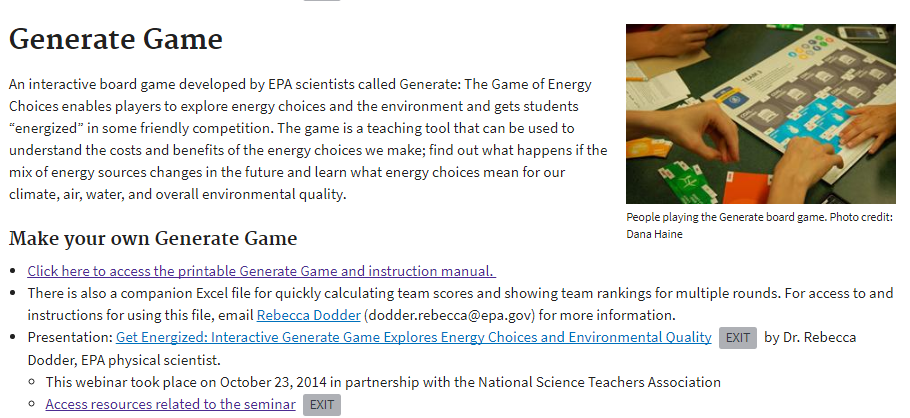 Generate Game
An interactive board game developed by EPA scientists called Generate: The Game of Energy
Choices enables players to explore energy choices and the environment and gets students
“energized” in some friendly competition. The game is a teaching tool that can be used to
understand the costs and benefits of the energy choices we make; find out what happens if the
mix of energy sources changes in the future and learn what energy choices mean for our
climate, air, water, and overall environmental quality.
TEAM 3
People playing the Generate board game. Photo credit:
Dana Haine
Make your own Generate Game
Click here to access the printable Generate Game and instruction manual.
There is also a companion Excel file for quickly calculating team scores and showing team rankings for multiple rounds. For access to and
instructions for using this file, email Rebecca Dodder (dodder.rebecca@epa.gov) for more information.
Presentation: Get Energized: Interactive Generate Game Explores Energy Choices and Environmental Quality EXIT by Dr. Rebecca
Dodder, EPA physical scientist.
This webinar took place on October 23, 2014 in partnership with the National Science Teachers Association
Access resources related to the seminar EXIT